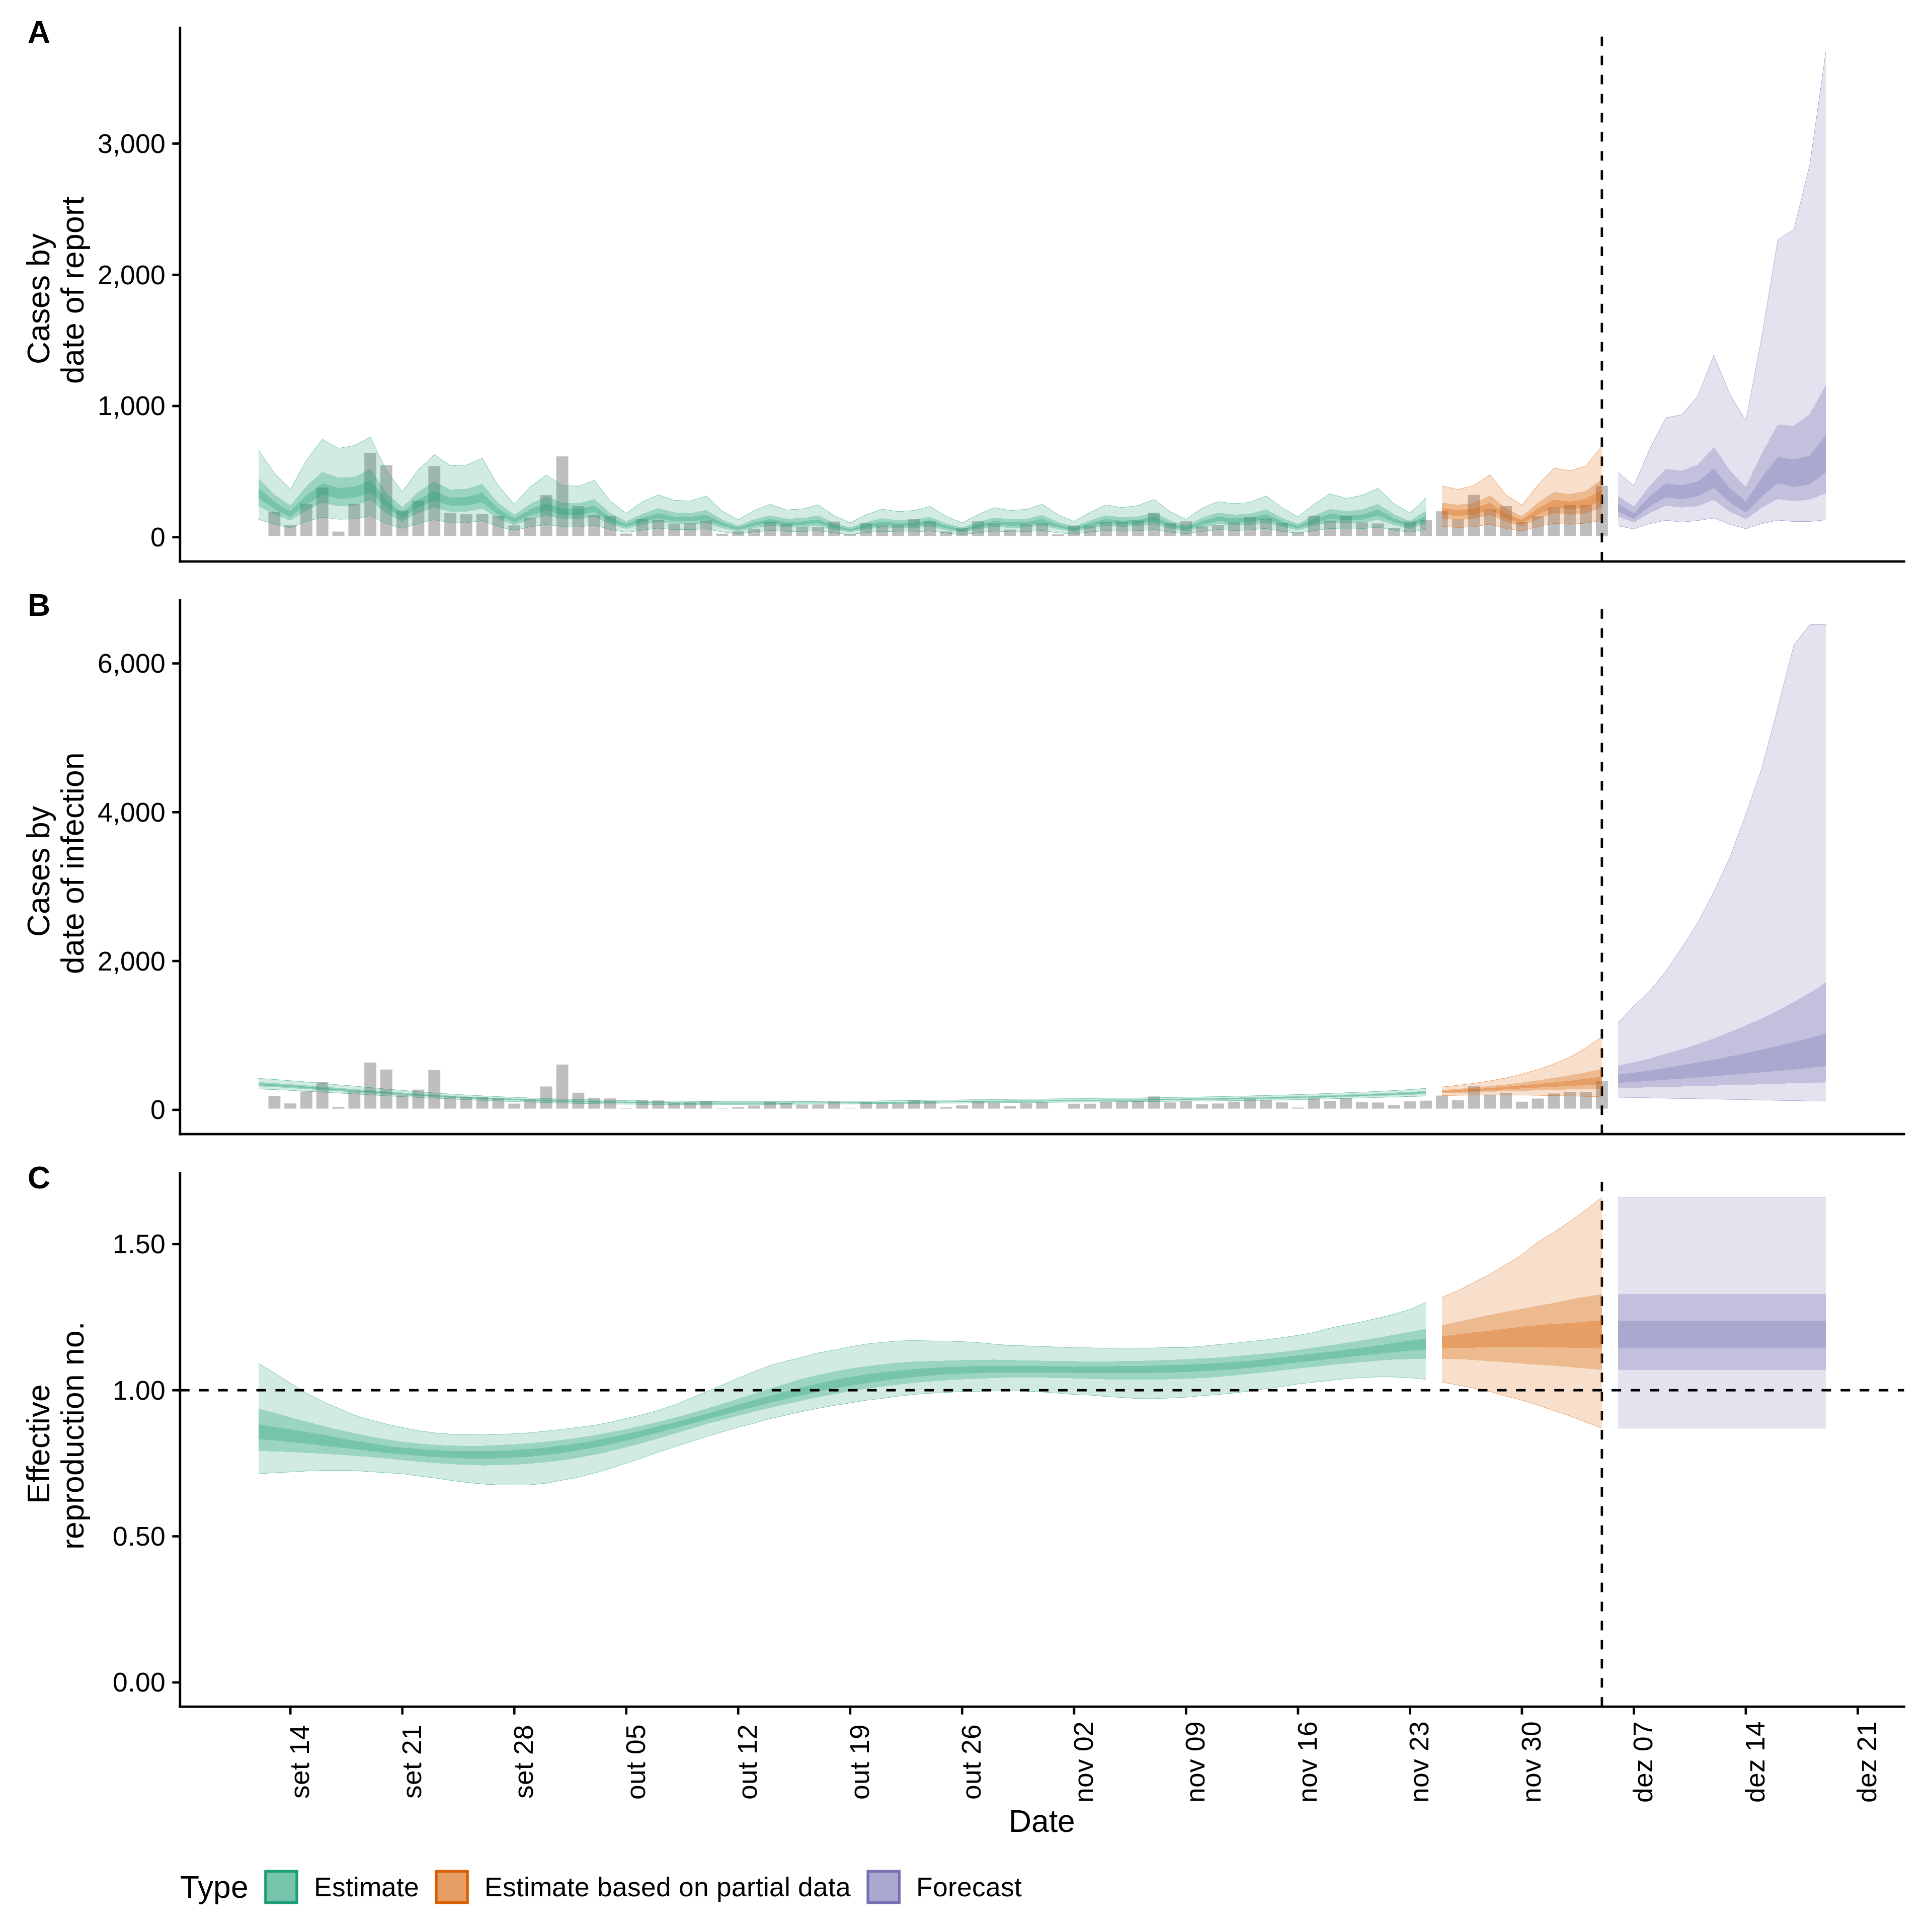 A
Cases by
date of report
3,000
2,000
1,000
0
B
Cases by
date of infection
6,000
4,000
2,000
0
C
Effective
reproduction no.
1.50
1.00
0.50
0.00
set 14
set 21
set 28
out 05
out 12
out 19
out 26
nov 02
nov 09
nov 16
nov 23
nov 30
dez 07
dez 14
dez 21
Date
Type Estimate Estimate based on partial data Forecast